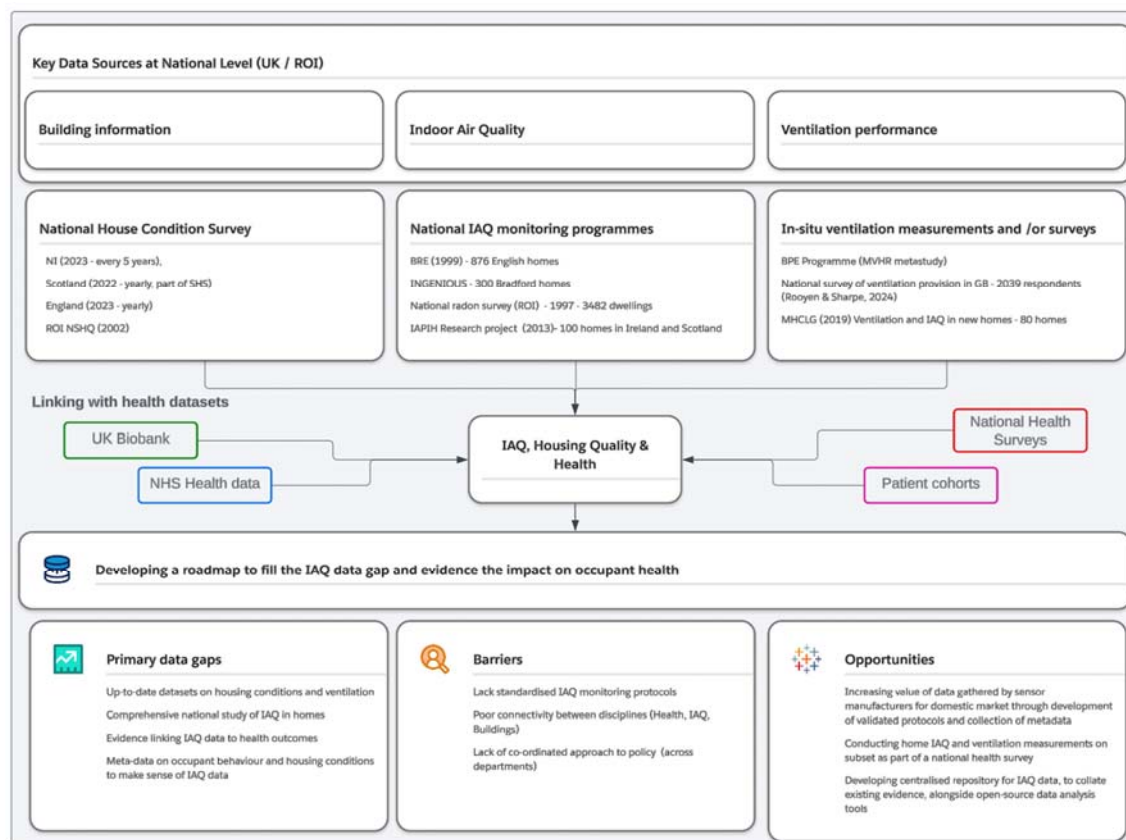 Key Data Sources at National Level (UK / ROI)
Building information
Indoor Air Quality
Ventilation performance
National House Condition Survey
NI (2023 - every 5 years),
Scotland (2022 - yearly, part of SHS)
England (2023 - yearly)
ROI NSHQ (2002)
National IAQ monitoring programmes
BRE (1999) - 876 English homes
INGENIOUS - 300 Bradford homes
National radon survey (ROI) - 1997 - 3482 dwellings
IAPIH Research project (2013)- 100 homes in Ireland and Scotland
In-situ ventilation measurements and /or surveys
BPE Programme (MVHR metastudy)
National survey of ventilation provision in GB - 2039 respondents
(Rooyen & Sharpe, 2024)
MHCLG (2019) Ventilation and IAQ in new homes - 80 homes
Linking with health datasets
UK Biobank
NHS Health data
IAQ, Housing Quality &
Health
National Health
Surveys
Patient cohorts
Developing a roadmap to fill the IAQ data gap and evidence the impact on occupant health
Primary data gaps
Up-to-date datasets on housing conditions and ventilation
Comprehensive national study of IAQ in homes
Evidence linking IAQ data to health outcomes
Meta-data on occupant behaviour and housing conditions
to make sense of IAQ data
Barriers
Lack standardised IAQ monitoring protocols
Poor connectivity between disciplines (Health, IAQ,
Buildings)
Lack of co-ordinated approach to policy (across
departments)
Opportunities
Increasing value of data gathered by sensor
manufacturers for domestic market through development
of validated protocols and collection of metadata
Conducting home IAQ and ventilation measurements on
subset as part of a national health survey
Developing centralised repository for IAQ data, to collate
existing evidence, alongside open-source data analysis
tools